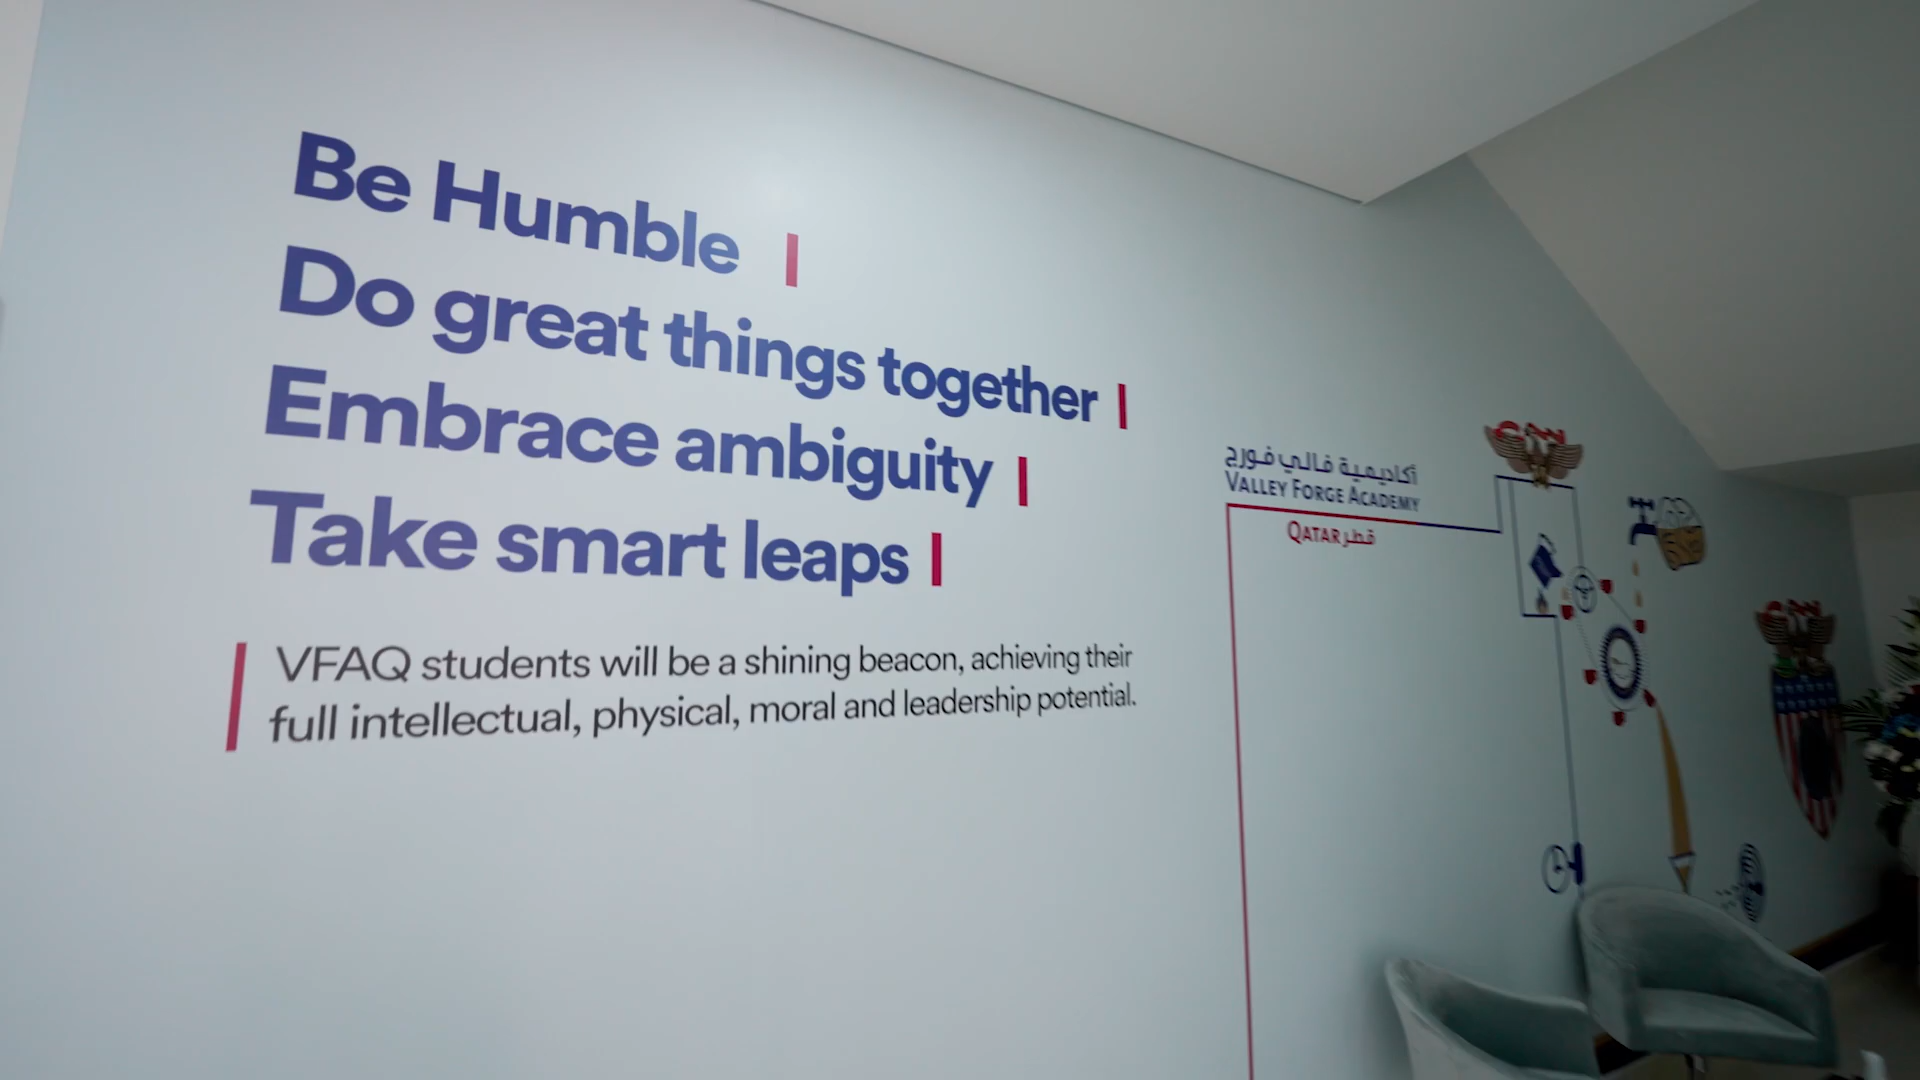 Be Humble
Do great things together
Embrace ambiguity
Take smart leaps
VFAQ students will be a shining beacon, achieving their
full intellectual, physical, moral and leadership potential.
أكاديمية فالي فورج
VALLEY FORGE ACADEMY
QATAR قطر